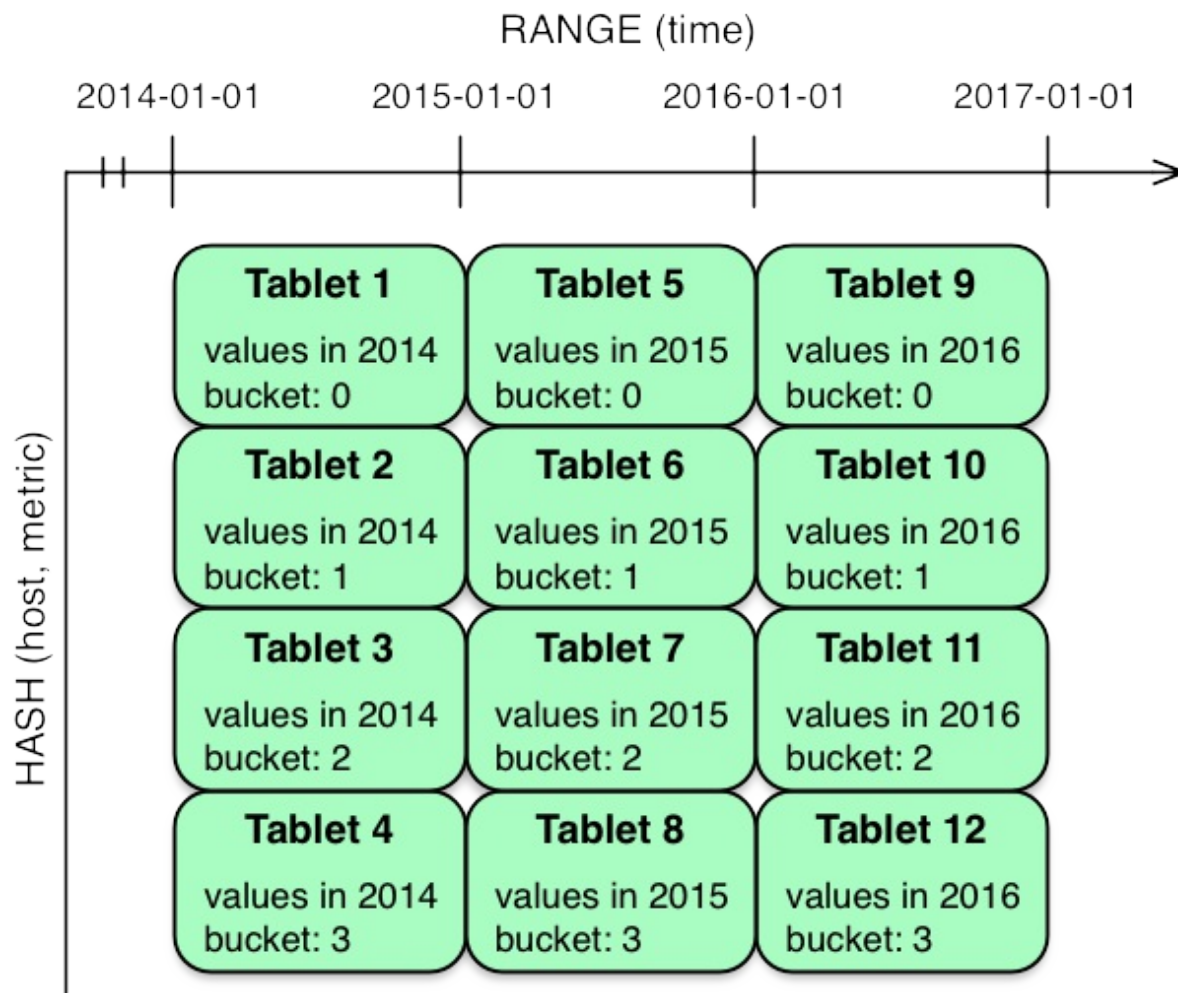 RANGE (time)
2014-01-01 2015-01-01 2016-01-01 2017-01-01
HASH (host, metric)
Tablet 1
values in 2014
bucket: 0
Tablet 5
values in 2015
bucket: 0
Tablet 9
values in 2016
bucket: 0
Tablet 2
values in 2014
bucket: 1
Tablet 6
values in 2015
bucket: 1
Tablet 10
values in 2016
bucket: 1
Tablet 3
values in 2014
bucket: 2
Tablet 7
values in 2015
bucket: 2
Tablet 11
values in 2016
bucket: 2
Tablet 4
values in 2014
bucket: 3
Tablet 8
values in 2015
bucket: 3
Tablet 12
values in 2016
bucket: 3